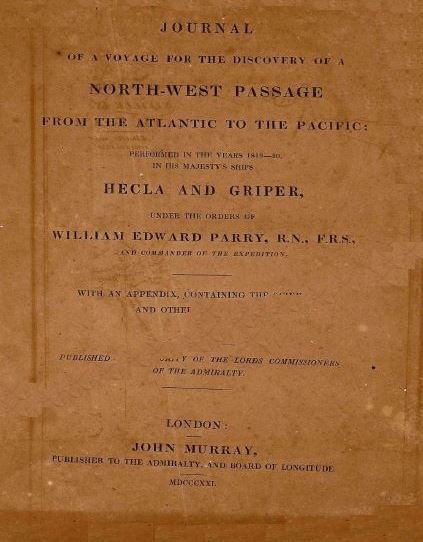 JOURNAL
OF A VOYAGE FOR THE DISCOVERY OF A
NORTH-WEST PASSAGE
FROM THE ATLANTIC TO THE PACIFIC;
PERFORMED IN THE YEARS 1819—20,
IN HIS MAJESTY'S SHIPS
HECLA AND GRIPER,
UNDER THE ORDERS OF
WILLIAM EDWARD PARRY, R.N., F.R.S.,
AND COMMANDER OF THE EXPEDITION.
WITH AN APPENDIX, CONTAINING THE
AND
PUBLISHED OF THE LORDS COMMISSIONERS
OF THE ADMIRALTY.
LONDON:
JOHN MURRAY,
PUBLISHER TO THE ADMIRALTY, AND BOARD OF LONGITUDE
MDCCCXXI.